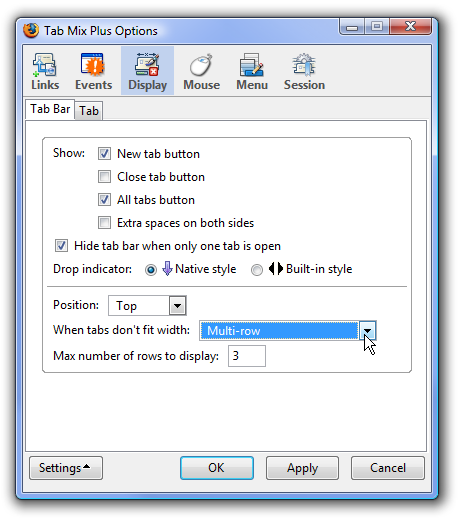 Tab Mix Plus Options
Links Events Display Mouse Menu Session
Tab Bar Tab
Show: New tab button
Close tab button
All tabs button
Extra spaces on both sides
Hide tab bar when only one tab is open
Drop indicator: Native style Built-in style
Position: Top
When tabs don't fit width: Multi-row
Max number of rows to display: 3
Settings OK Apply Cancel